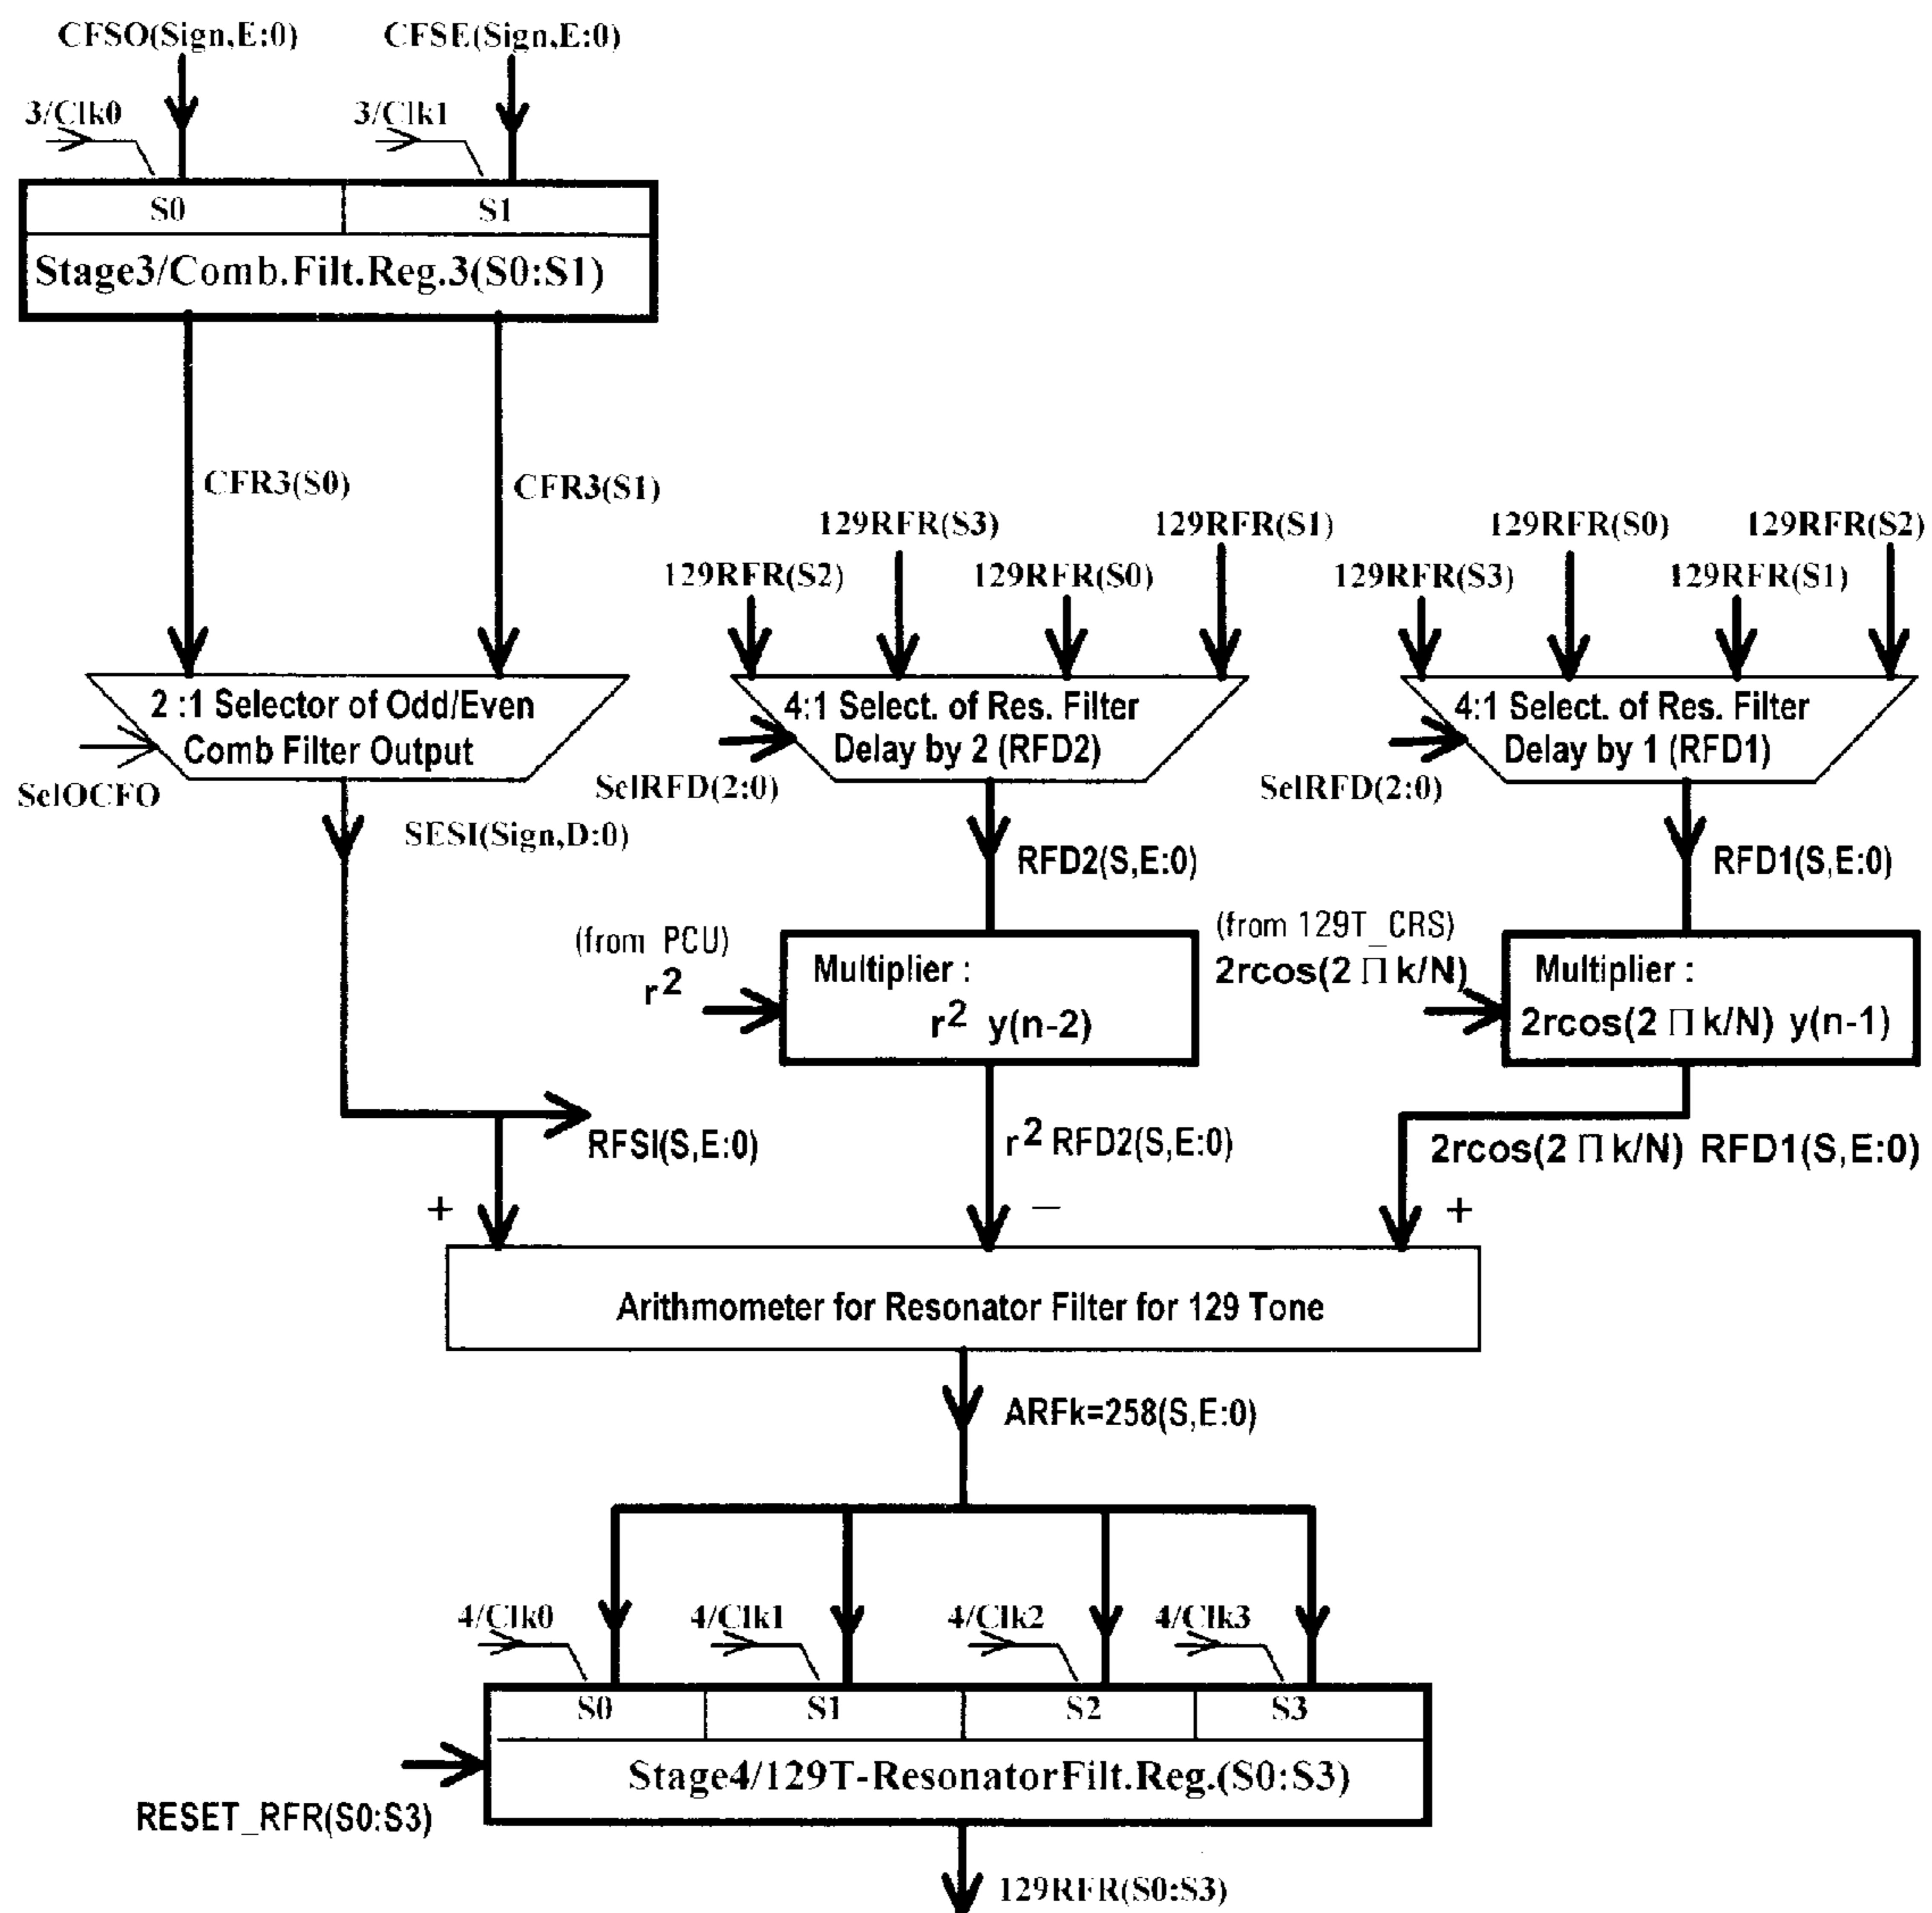 CFSO(Sign,E:0)
CFSE(Sign,E:0)
3/Clk0
3/Clk1
S0
S1
Stage3/Comb.Filt.Reg.3(S0:S1)
CFR3(S0)
CFR3(S1)
129RFR(S3)
129RFR(S1)
129RFR(S0)
129RFR(S2)
129RFR(S2)
129RFR(S0)
129RFR(S3)
129RFR(S1)
2 :1 Selector of Odd/Even
Comb Filter Output
SelOCFO
4:1 Select. of Res. Filter
Delay by 2 (RFD2)
SelRFD(2:0)
4:1 Select. of Res. Filter
Delay by 1 (RFD1)
SelRFD(2:0)
SESI(Sign,D:0)
RFD2(S,E:0)
RFD1(S,E:0)
(from PCU)
r²
Multiplier :
r² y(n-2)
(from 129T_CRS)
2rcos(2 Π k/N)
Multiplier :
2rcos(2 Π k/N) y(n-1)
RFSI(S,E:0)
r² RFD2(S,E:0)
2rcos(2 Π k/N) RFD1(S,E:0)
+
−
+
Arithmometer for Resonator Filter for 129 Tone
ARFk=258(S,E:0)
4/Clk0
4/Clk1
4/Clk2
4/Clk3
S0
S1
S2
S3
Stage4/129T-ResonatorFilt.Reg.(S0:S3)
RESET_RFR(S0:S3)
129RFR(S0:S3)